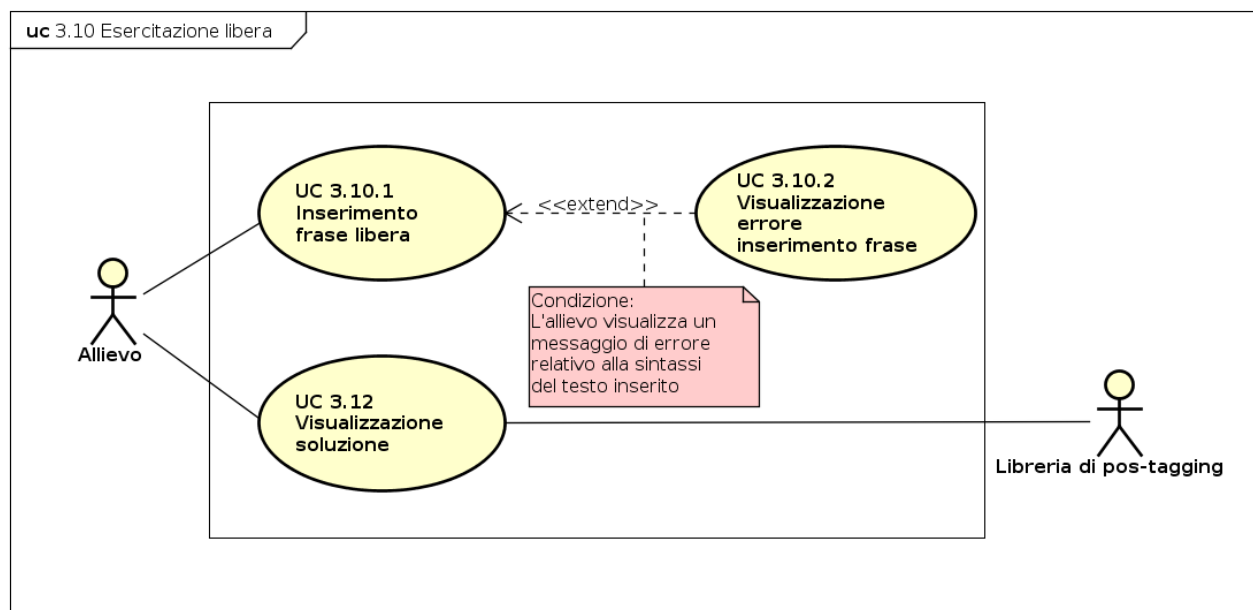 uc 3.10 Esercitazione libera
UC 3.10.1
Inserimento
frase libera
<<extend>>
UC 3.10.2
Visualizzazione
errore
inserimento frase
Condizione:
L'allievo visualizza un
messaggio di errore
relativo alla sintassi
del testo inserito
Allievo
UC 3.12
Visualizzazione
soluzione
Libreria di pos-tagging